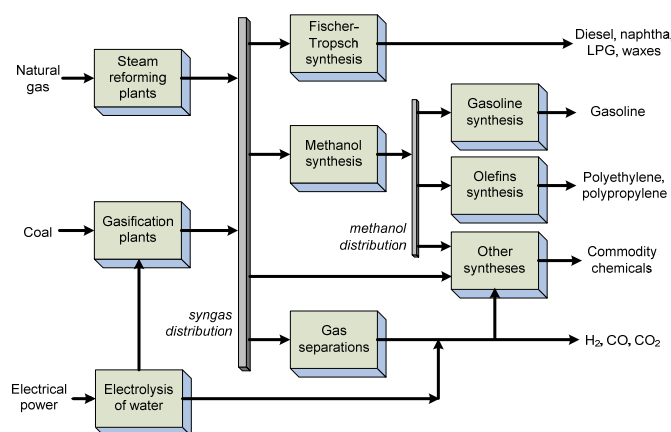 Fischer–
Tropsch
synthesis
Diesel, naphtha,
LPG, waxes
Steam
reforming
plants
Natural
gas
Gasoline
synthesis
Gasoline
Methanol
synthesis
Olefins
synthesis
Polyethylene,
polypropylene
Coal
Gasification
plants
methanol
distribution
Other
syntheses
Commodity
chemicals
syngas
distribution
Gas
separations
H₂, CO, CO₂
Electrical
power
Electrolysis
of water